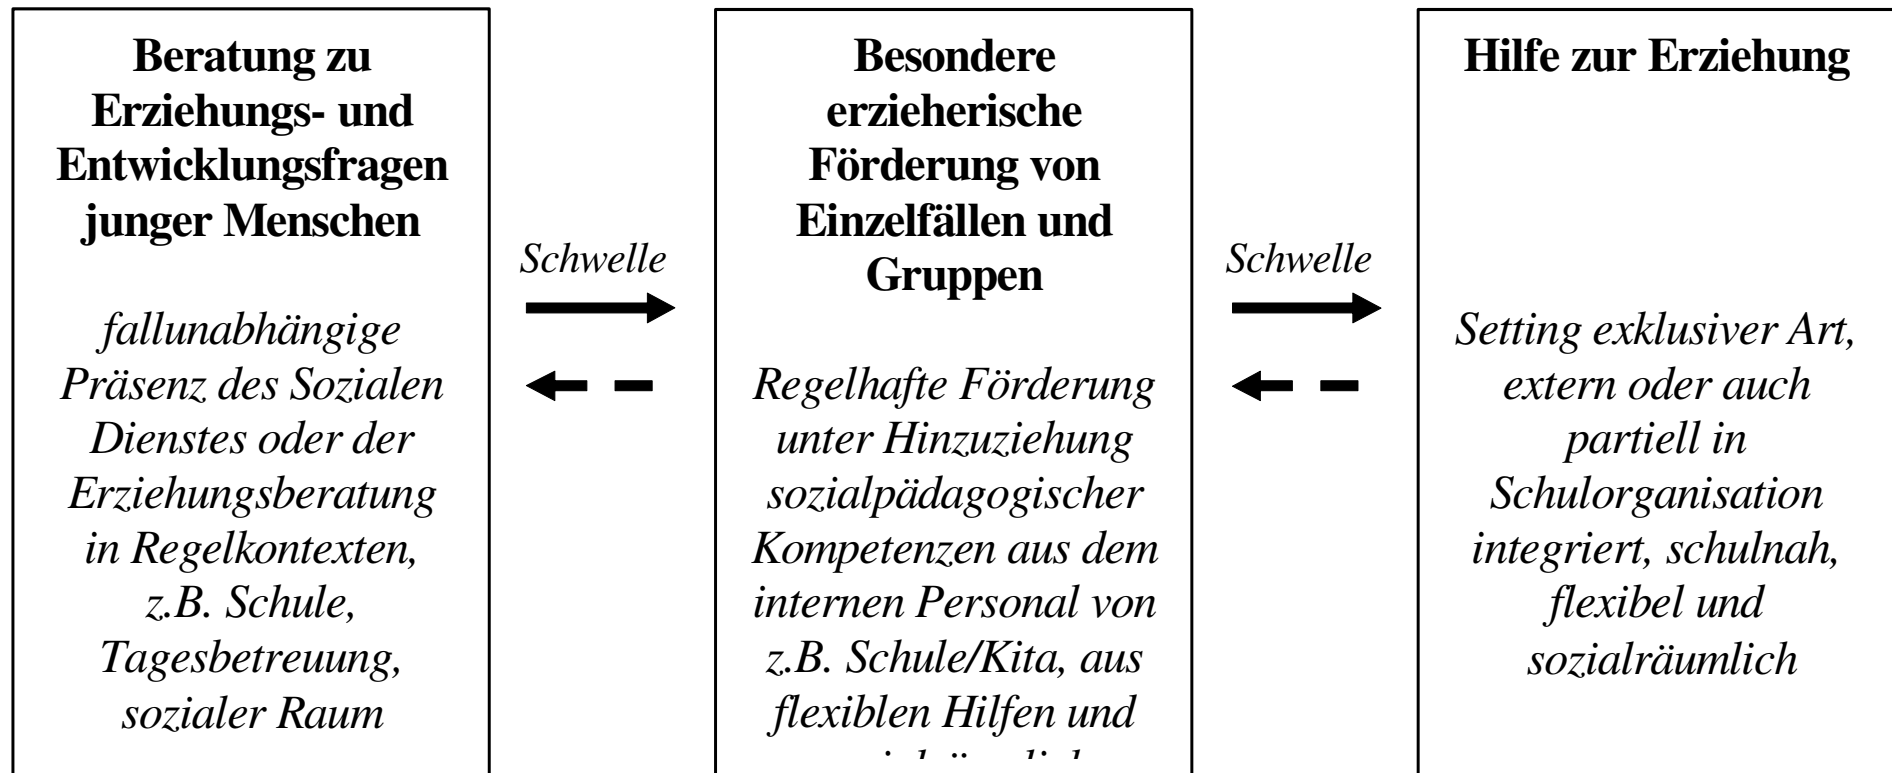 Beratung zu
Erziehungs- und
Entwicklungsfragen
junger Menschen
fallunabhängige
Präsenz des Sozialen
Dienstes oder der
Erziehungsberatung
in Regelkontexten,
z.B. Schule,
Tagesbetreuung,
sozialer Raum
Schwelle
Besondere
erzieherische
Förderung von
Einzelfällen und
Gruppen
Regelhafte Förderung
unter Hinzuziehung
sozialpädagogischer
Kompetenzen aus dem
internen Personal von
z.B. Schule/Kita, aus
flexiblen Hilfen und
Schwelle
Hilfe zur Erziehung
Setting exklusiver Art,
extern oder auch
partiell in
Schulorganisation
integriert, schulnah,
flexibel und
sozialräumlich